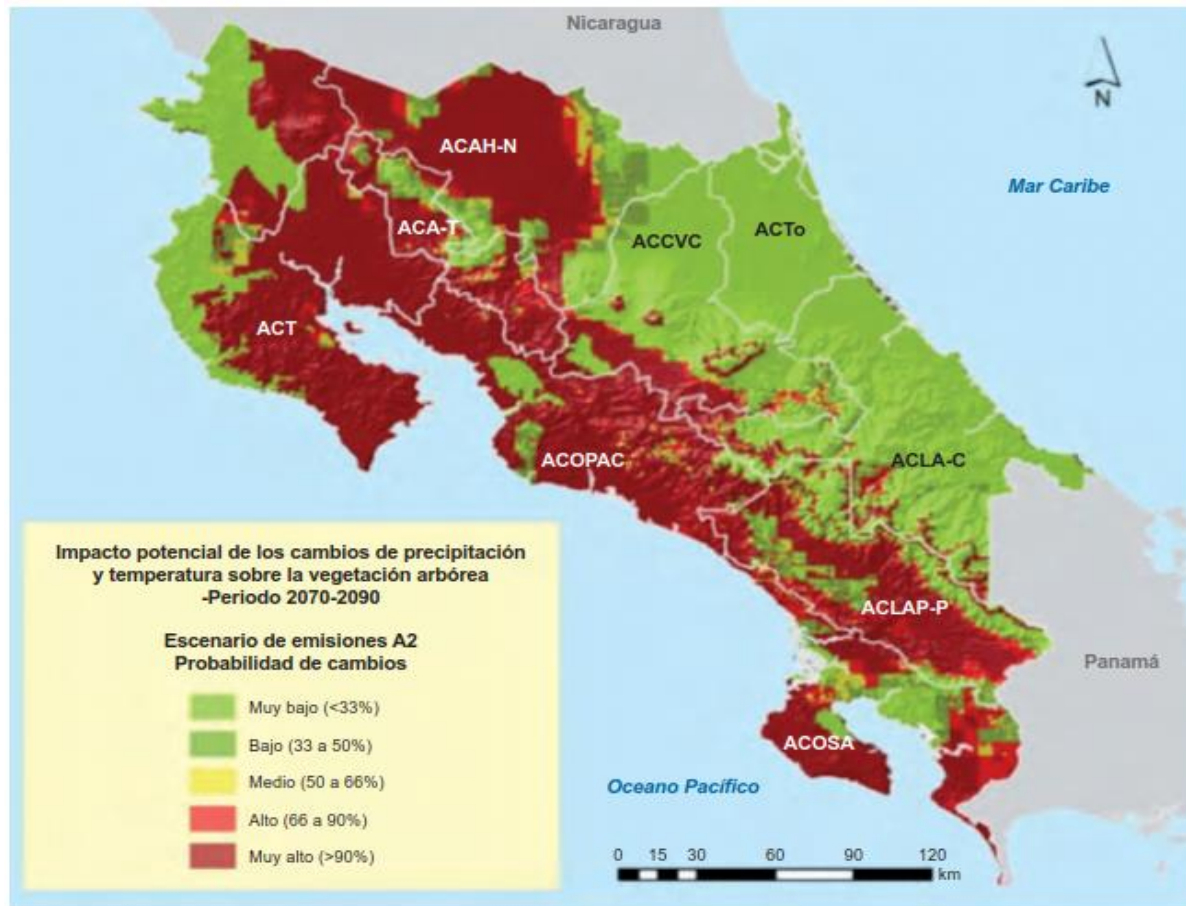 Nicaragua
N
Mar Caribe
ACAH-N
ACA-T
ACCVC
ACTo
ACT
ACOPAC
ACLA-C
ACLAP-P
ACOSA
Panamá
Oceano Pacífico
Impacto potencial de los cambios de precipitación
y temperatura sobre la vegetación arbórea
-Periodo 2070-2090
Escenario de emisiones A2
Probabilidad de cambios
Muy bajo (<33%)
Bajo (33 a 50%)
Medio (50 a 66%)
Alto (66 a 90%)
Muy alto (>90%)
0 15 30 60 90 120
km